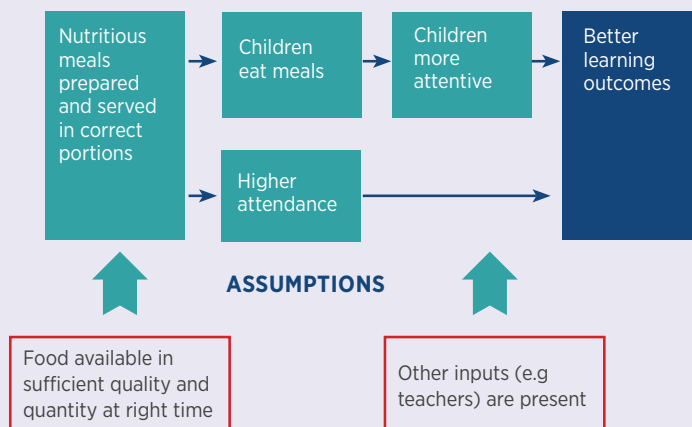 Nutritious
meals
prepared
and served
in correct
portions
Children
eat meals
Children
more
attentive
Better
learning
outcomes
Higher
attendance
ASSUMPTIONS
Food available in
sufficient quality and
quantity at right time
Other inputs (e.g
teachers) are present